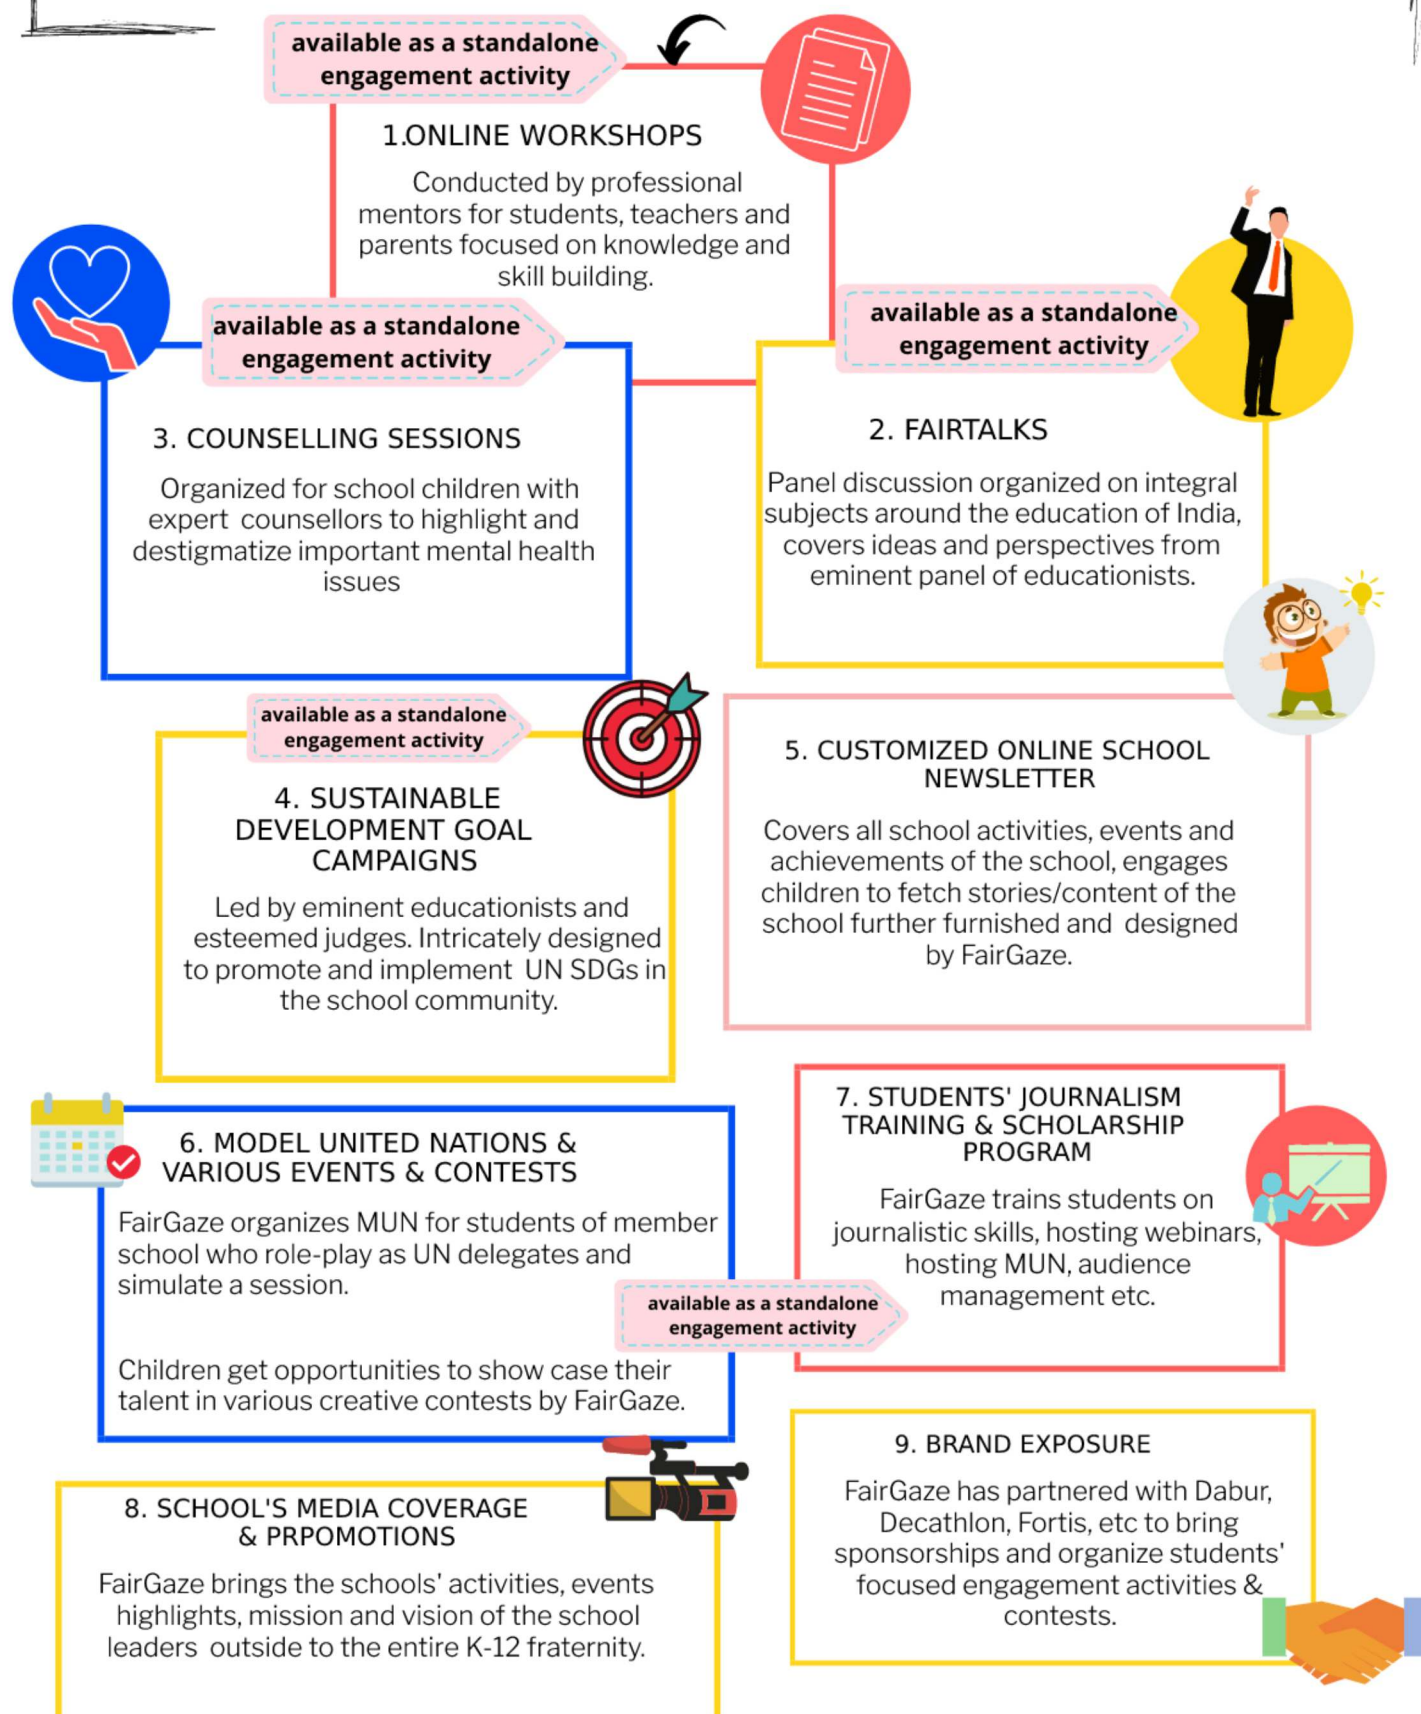 available as a standalone
engagement activity
1.ONLINE WORKSHOPS
Conducted by professional
mentors for students, teachers and
parents focused on knowledge and
skill building.
available as a standalone
engagement activity
2. FAIRTALKS
Panel discussion organized on integral
subjects around the education of India,
covers ideas and perspectives from
eminent panel of educationists.
available as a standalone
engagement activity
3. COUNSELLING SESSIONS
Organized for school children with
expert counsellors to highlight and
destigmatize important mental health
issues
available as a standalone
engagement activity
4. SUSTAINABLE
DEVELOPMENT GOAL
CAMPAIGNS
Led by eminent educationists and
esteemed judges. Intricately designed
to promote and implement UN SDGs in
the school community.
5. CUSTOMIZED ONLINE SCHOOL
NEWSLETTER
Covers all school activities, events and
achievements of the school, engages
children to fetch stories/content of the
school further furnished and designed
by FairGaze.
6. MODEL UNITED NATIONS &
VARIOUS EVENTS & CONTESTS
FairGaze organizes MUN for students of member
school who role-play as UN delegates and
simulate a session.
Children get opportunities to show case their
talent in various creative contests by FairGaze.
available as a standalone
engagement activity
7. STUDENTS' JOURNALISM
TRAINING & SCHOLARSHIP
PROGRAM
FairGaze trains students on
journalistic skills, hosting webinars,
hosting MUN, audience
management etc.
8. SCHOOL'S MEDIA COVERAGE
& PRPOMOTIONS
FairGaze brings the schools' activities, events
highlights, mission and vision of the school
leaders outside to the entire K-12 fraternity.
9. BRAND EXPOSURE
FairGaze has partnered with Dabur,
Decathlon, Fortis, etc to bring
sponsorships and organize students'
focused engagement activities &
contests.